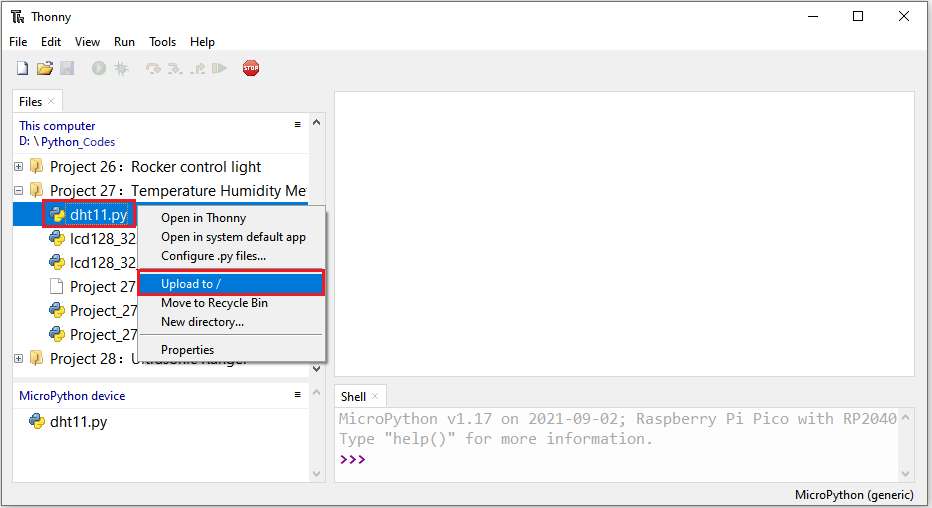 Thonny
File Edit View Run Tools Help
STOP
Files
This computer
D: \Python_Codes
Project 26：Rocker control light
Project 27：Temperature Humidity Me
dht11.py
lcd128_32
lcd128_32
Project 27
Project_27
Project_27
Project 28：Ultrasonic Ranger
Open in Thonny
Open in system default app
Configure .py files...
Upload to /
Move to Recycle Bin
New directory...
Properties
MicroPython device
dht11.py
Shell
MicroPython v1.17 on 2021-09-02; Raspberry Pi Pico with RP2040
Type "help()" for more information.
>>>
MicroPython (generic)